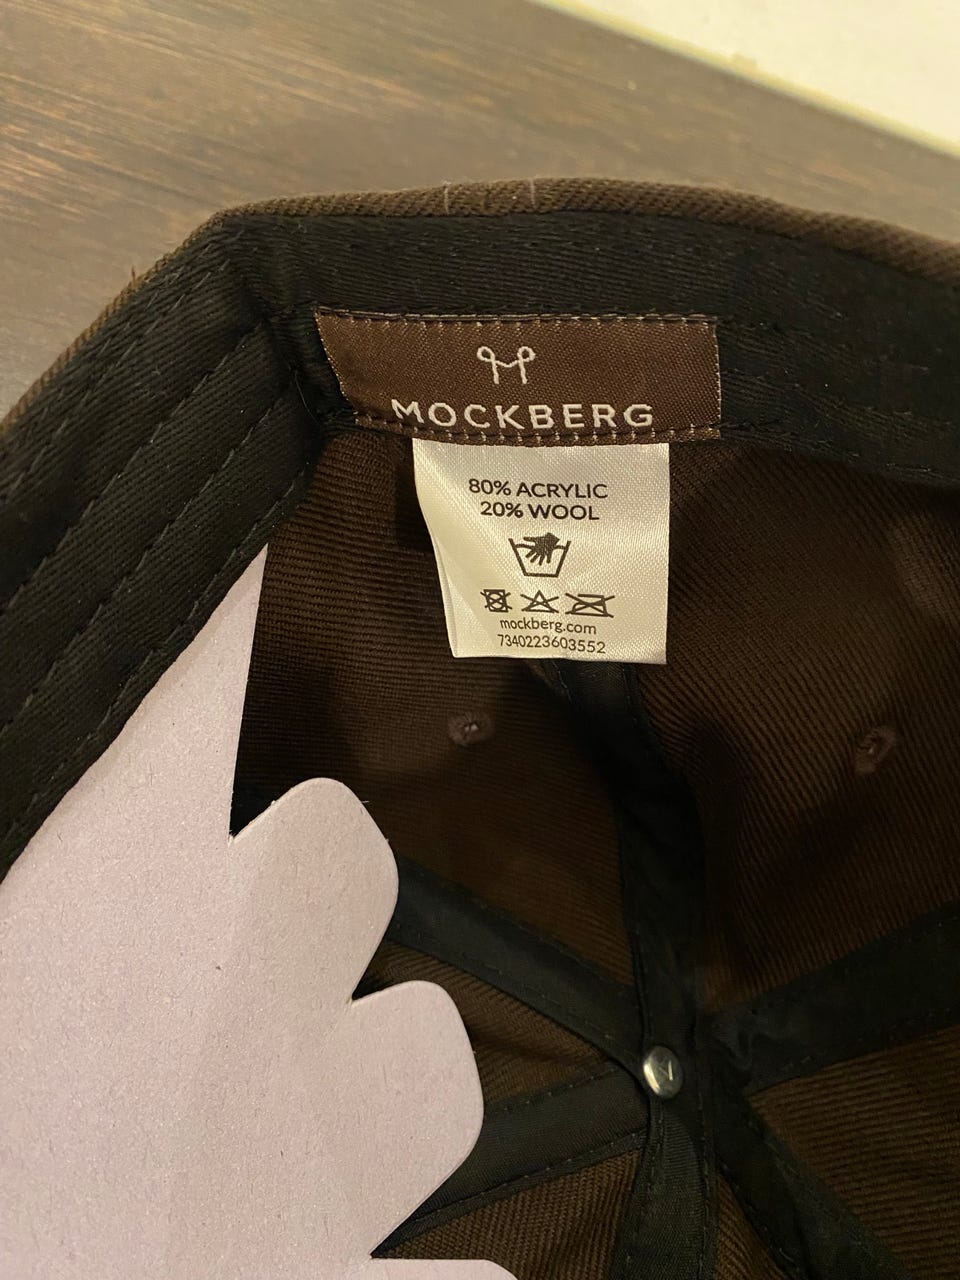 MOCKBERG
80% ACRYLIC
20% WOOL
mockberg.com
7340223603552